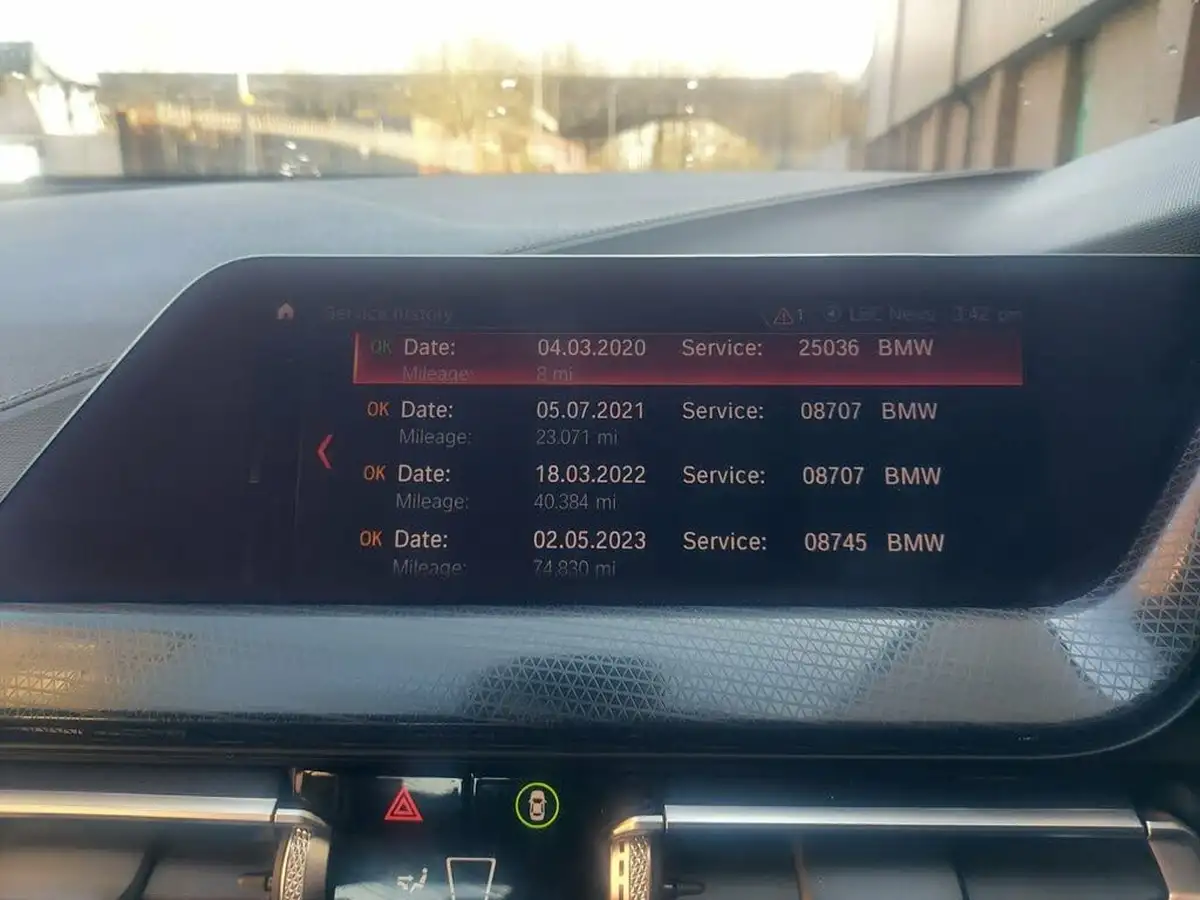 Service history 1 LBC News 3:42 pm
OK Date: 04.03.2020 Service: 25036 BMW
Mileage: 8 mi
OK Date: 05.07.2021 Service: 08707 BMW
Mileage: 23.071 mi
OK Date: 18.03.2022 Service: 08707 BMW
Mileage: 40.384 mi
OK Date: 02.05.2023 Service: 08745 BMW
Mileage: 74.830 mi